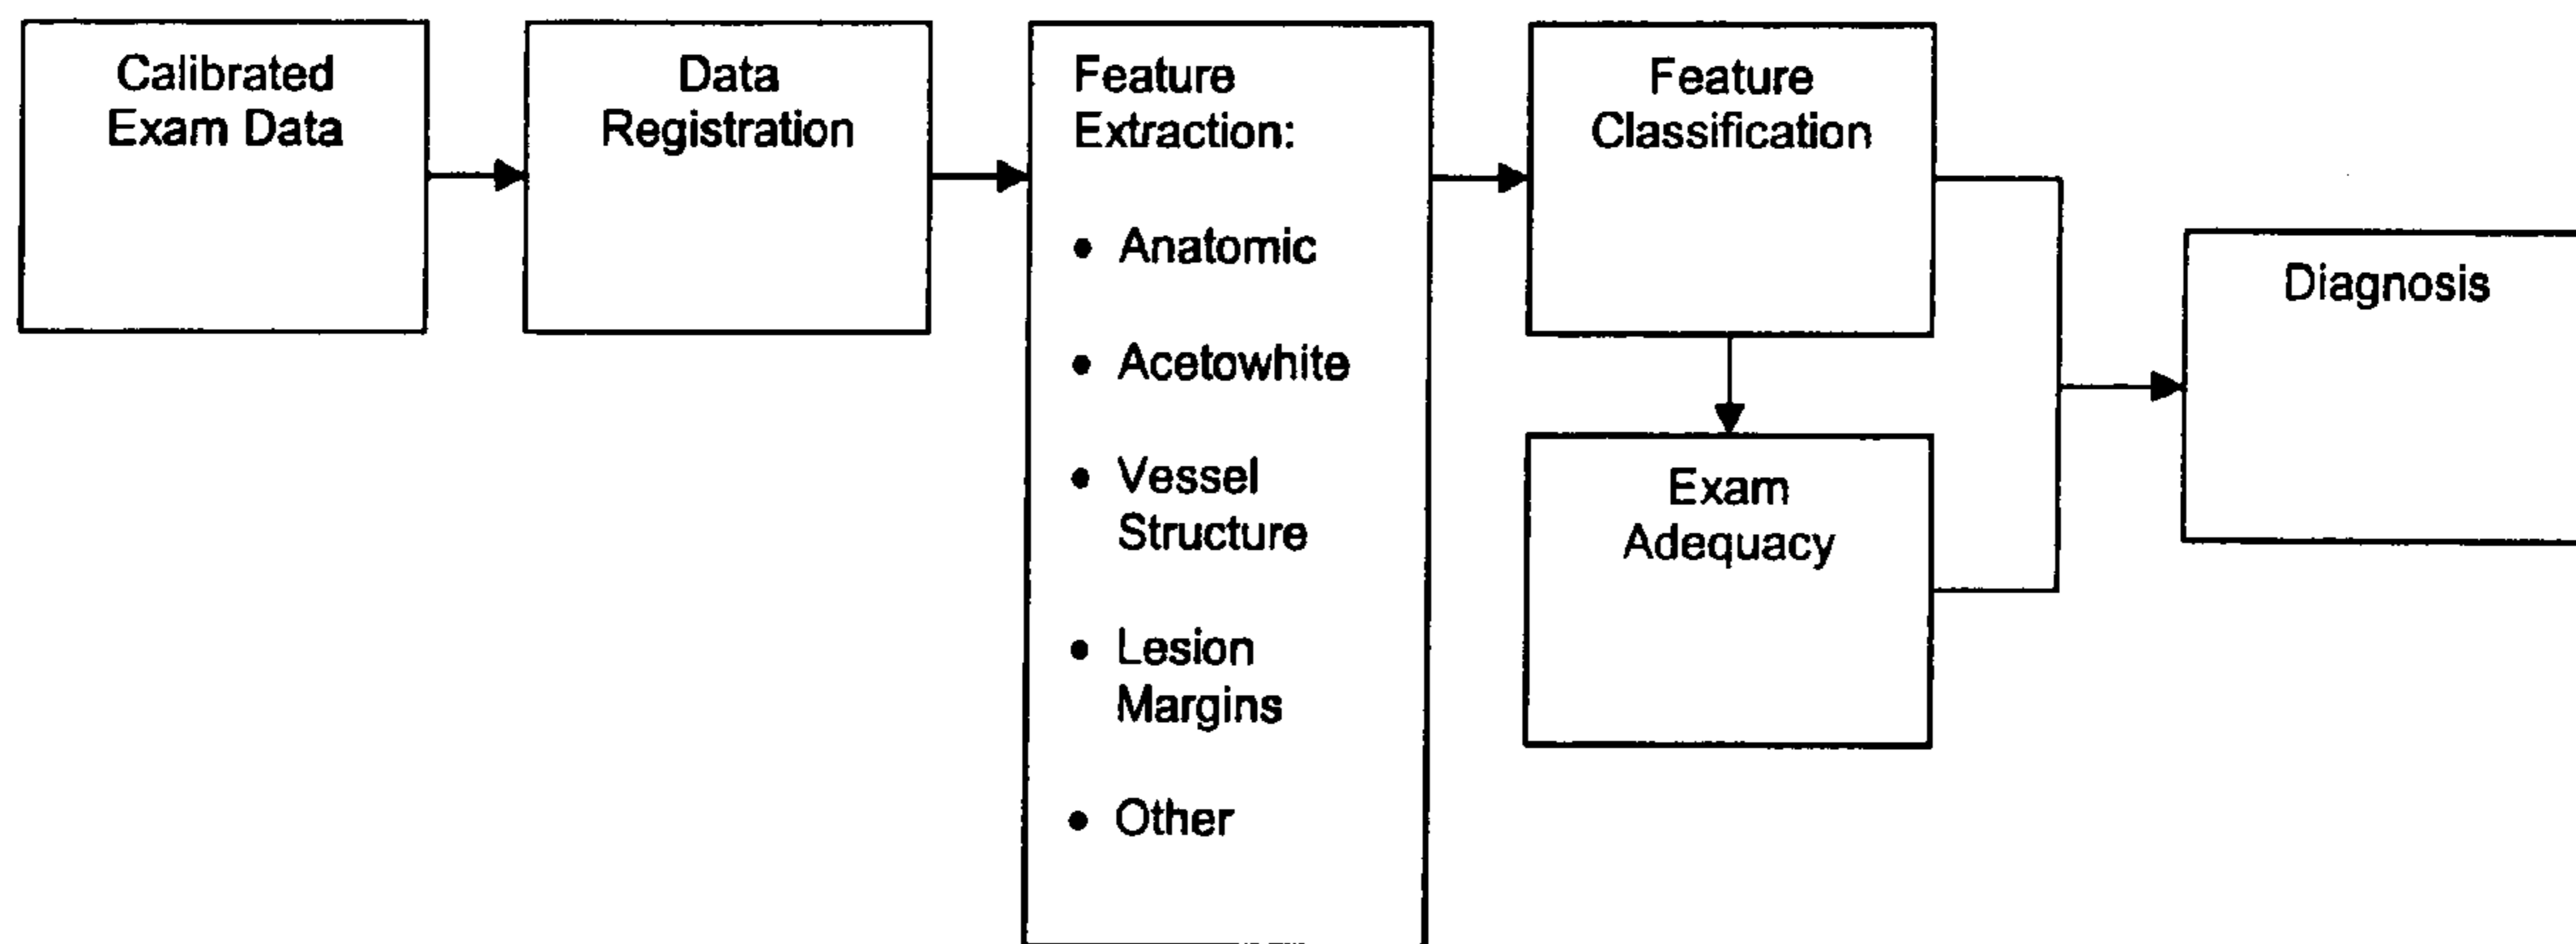 Calibrated
Exam Data
Data
Registration
Feature
Extraction:
• Anatomic
• Acetowhite
• Vessel
Structure
• Lesion
Margins
• Other
Feature
Classification
Exam
Adequacy
Diagnosis